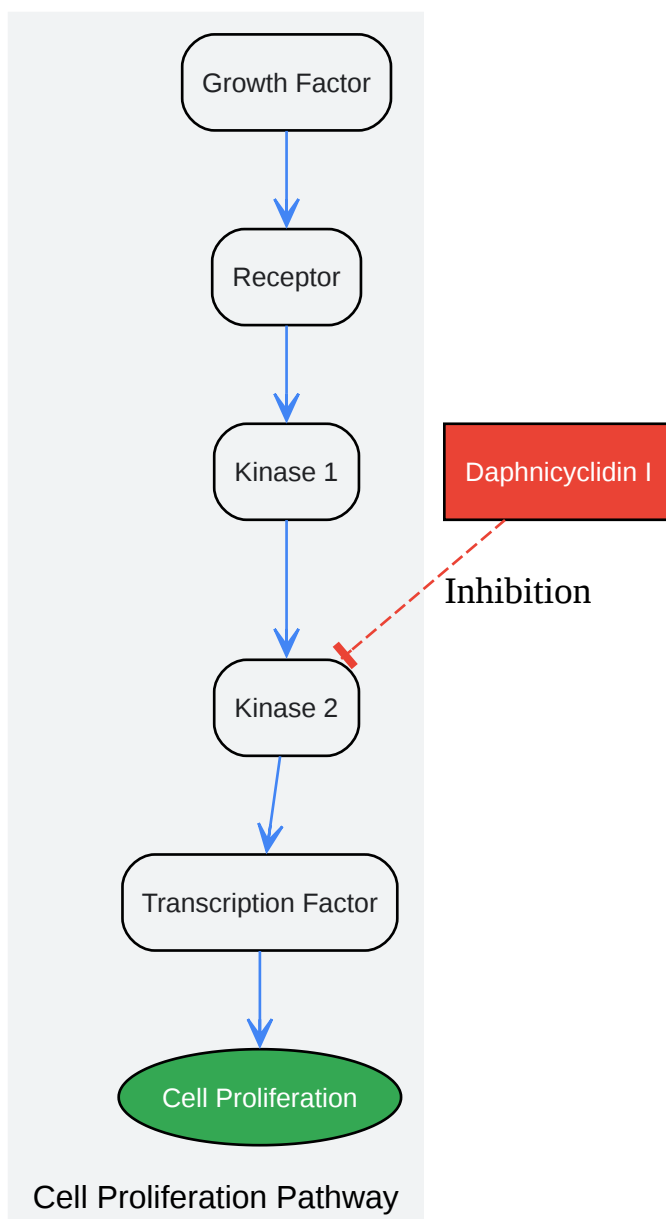 Growth Factor
Receptor
Kinase 1
Daphnicyclidin I
Inhibition
Kinase 2
Transcription Factor
Cell Proliferation
Cell Proliferation Pathway